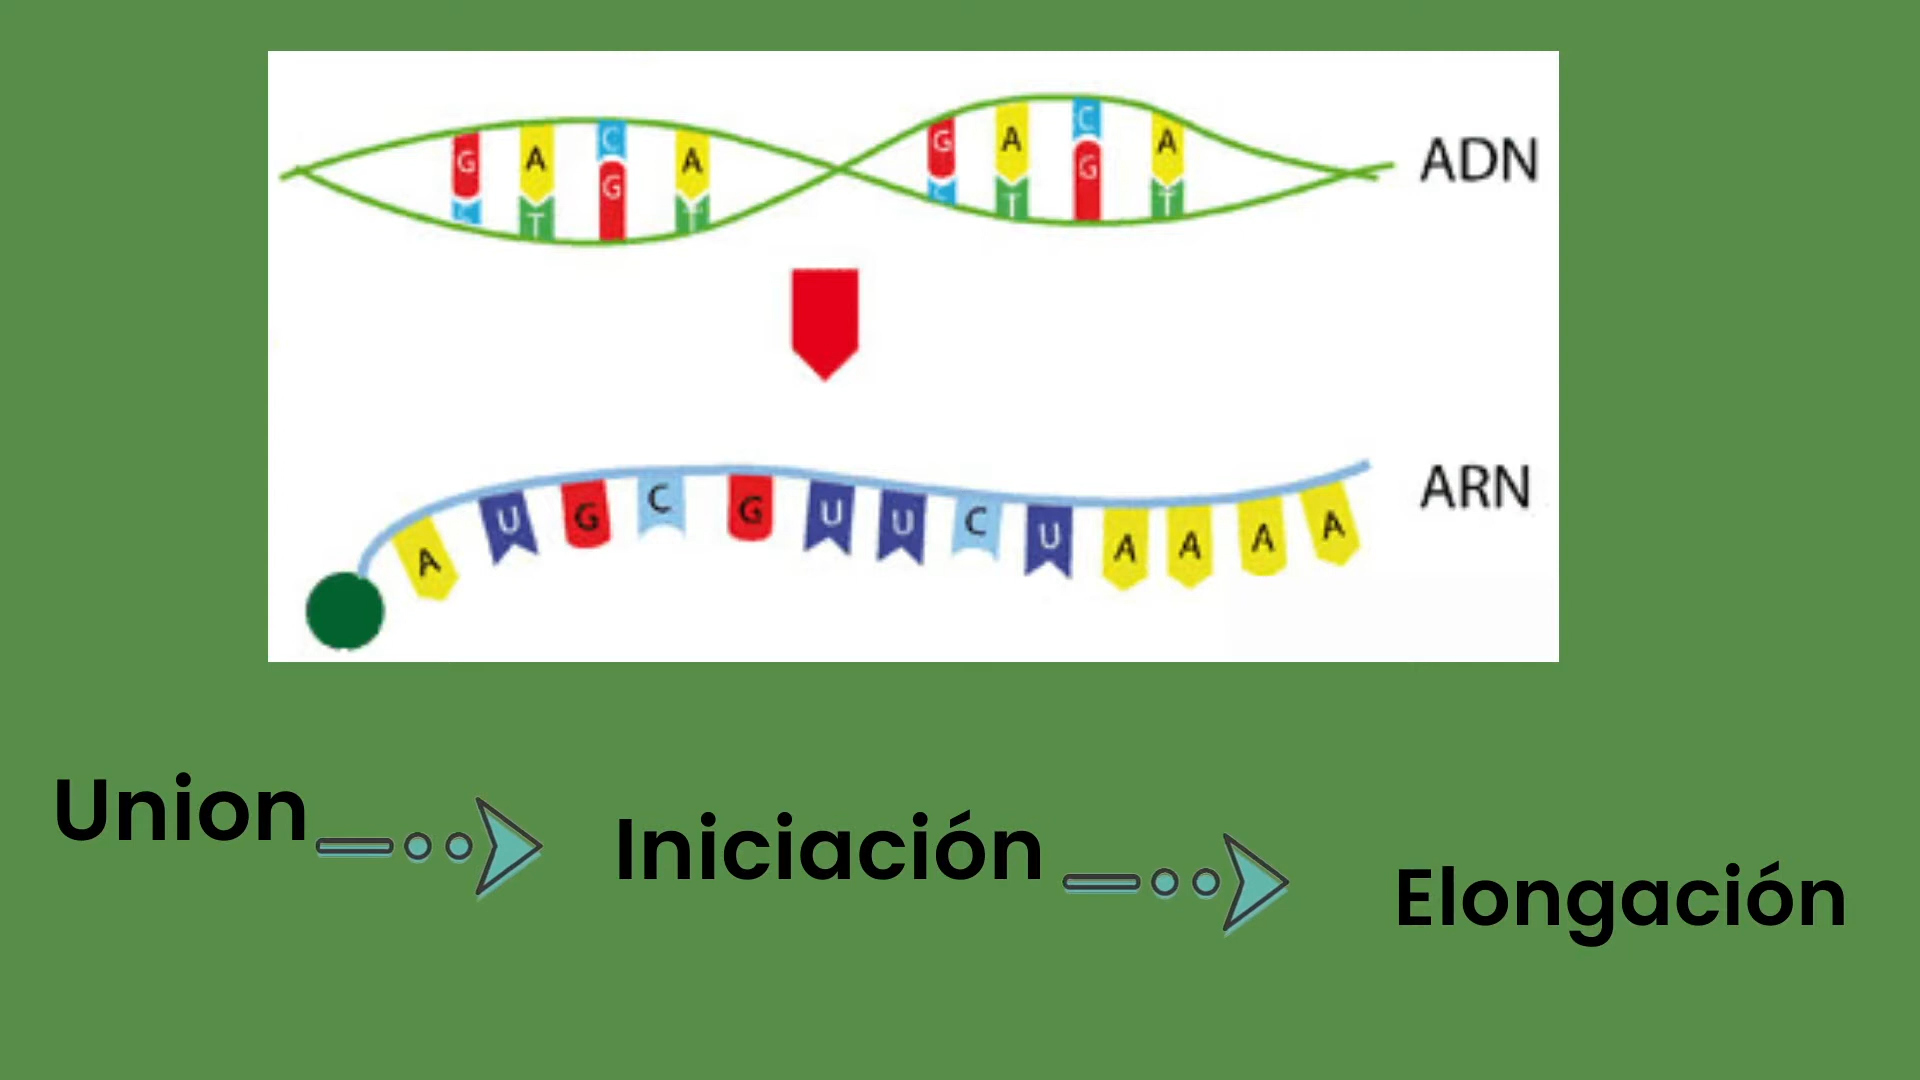 G A C A G A C A ADN
C T G T C T G T
A U G C G U U C U A A A A ARN
Union
Iniciación
Elongación